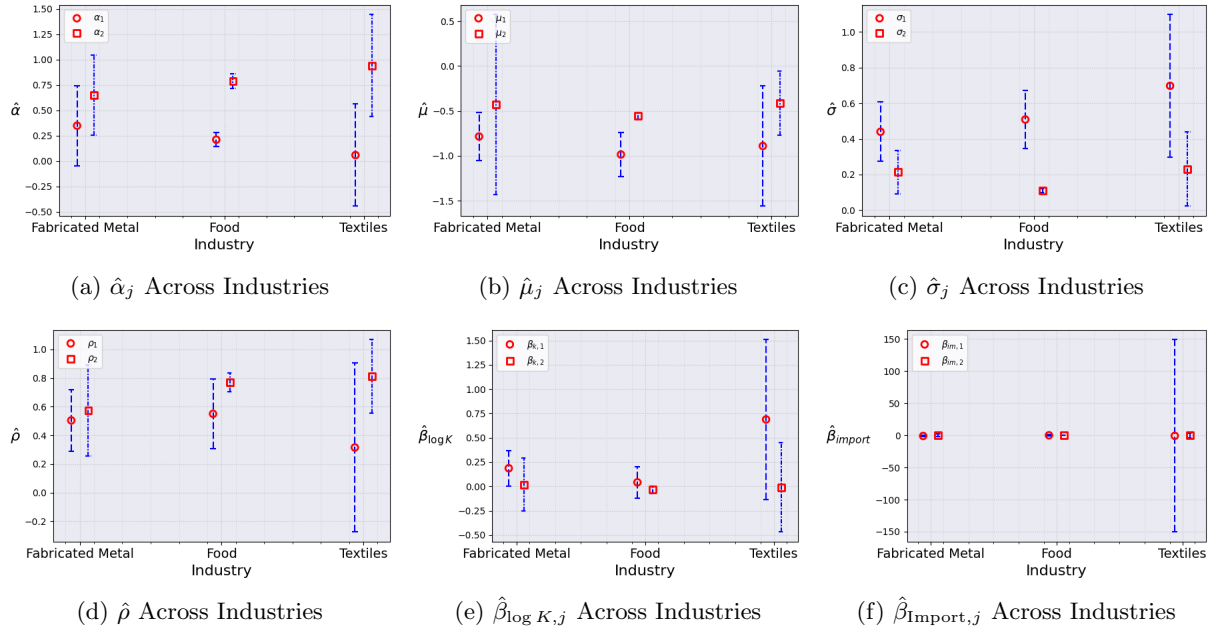 1.50
1.25
1.00
0.75
0.50
0.25
0.00
−0.25
−0.50
α̂
α₁
α₂
Fabricated Metal Food Textiles
Industry
(a) α̂ⱼ Across Industries
0.5
0.0
−0.5
−1.0
−1.5
μ̂
μ₁
μ₂
Fabricated Metal Food Textiles
Industry
(b) μ̂ⱼ Across Industries
1.0
0.8
0.6
0.4
0.2
0.0
σ̂
σ₁
σ₂
Fabricated Metal Food Textiles
Industry
(c) σ̂ⱼ Across Industries
1.0
0.8
0.6
0.4
0.2
0.0
−0.2
ρ̂
ρ₁
ρ₂
Fabricated Metal Food Textiles
Industry
(d) ρ̂ Across Industries
1.50
1.25
1.00
0.75
0.50
0.25
0.00
−0.25
−0.50
β̂_{log K}
β_{k,1}
β_{k,2}
Fabricated Metal Food Textiles
Industry
(e) β̂_{log K,j} Across Industries
150
100
50
0
−50
−100
−150
β̂_{import}
β_{im,1}
β_{im,2}
Fabricated Metal Food Textiles
Industry
(f) β̂_{Import,j} Across Industries